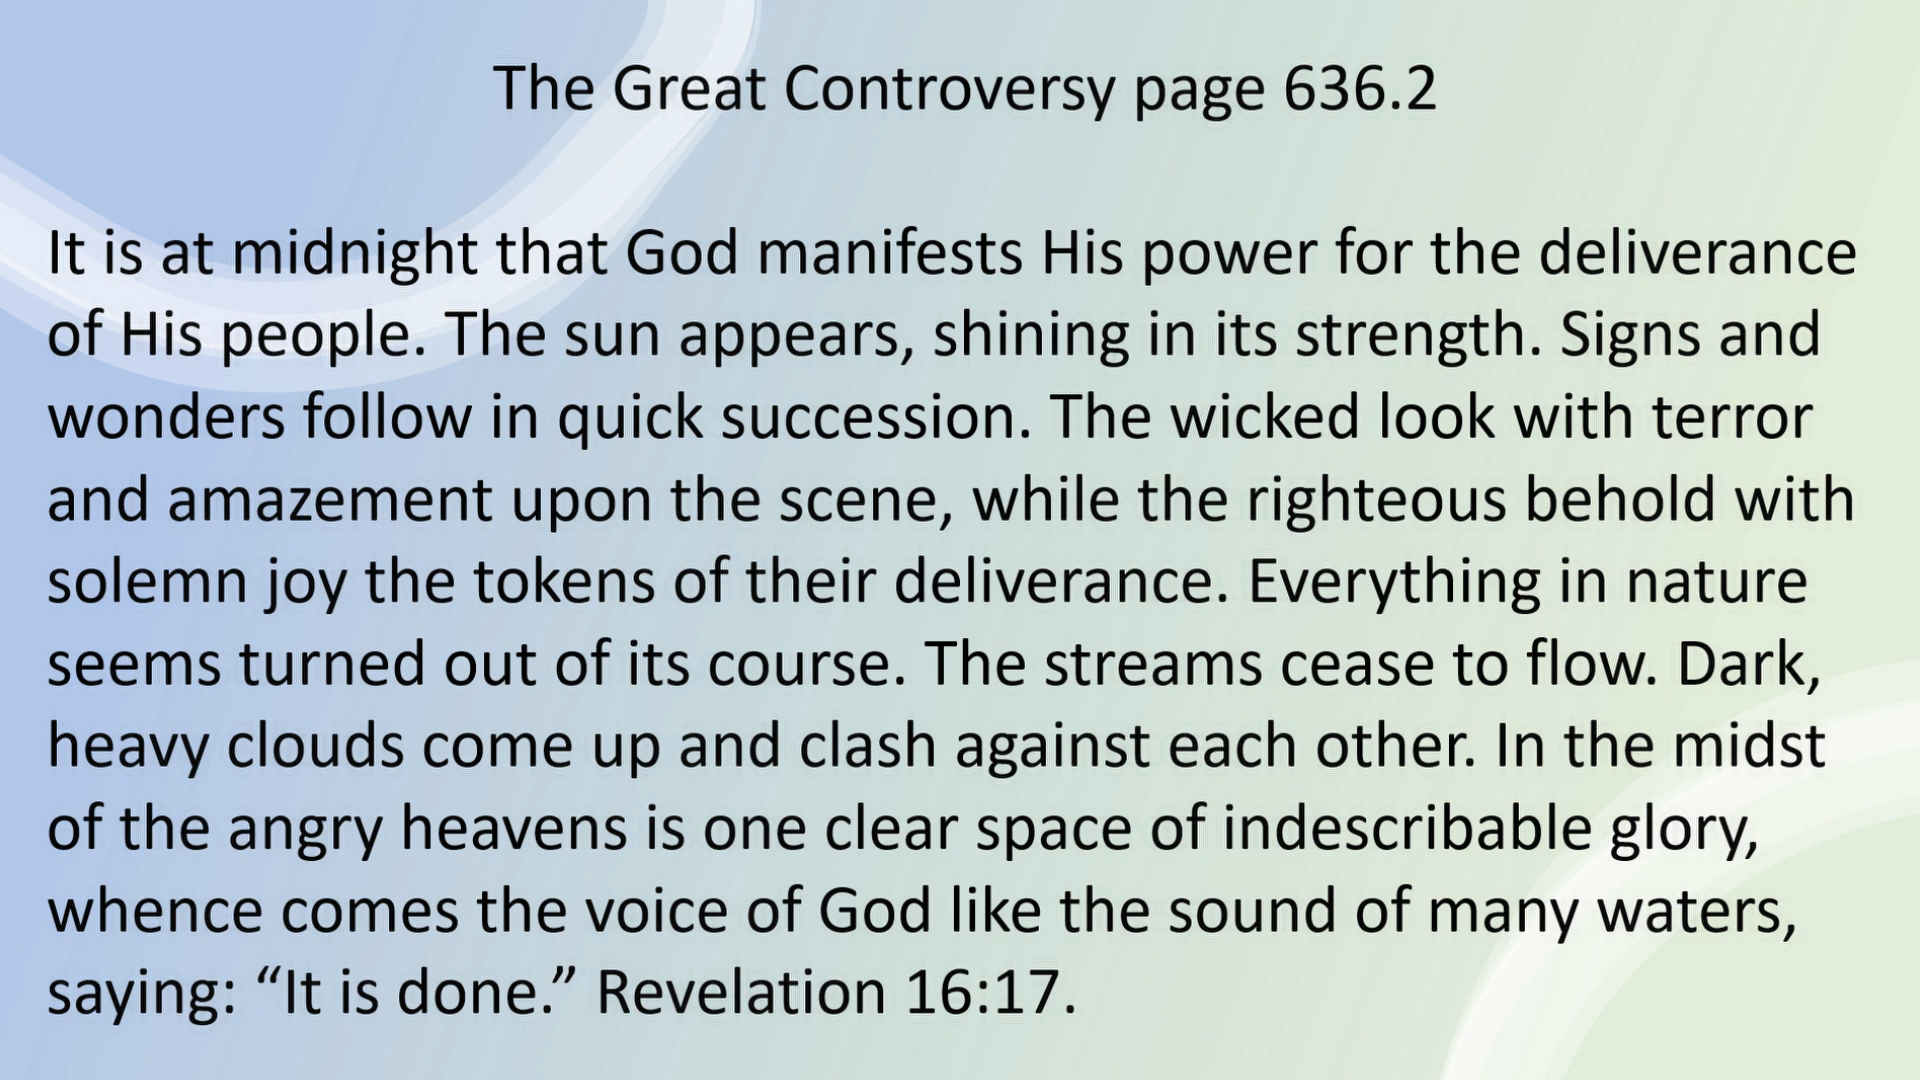 The Great Controversy page 636.2
It is at midnight that God manifests His power for the deliverance
of His people. The sun appears, shining in its strength. Signs and
wonders follow in quick succession. The wicked look with terror
and amazement upon the scene, while the righteous behold with
solemn joy the tokens of their deliverance. Everything in nature
seems turned out of its course. The streams cease to flow. Dark,
heavy clouds come up and clash against each other. In the midst
of the angry heavens is one clear space of indescribable glory,
whence comes the voice of God like the sound of many waters,
saying: “It is done.” Revelation 16:17.